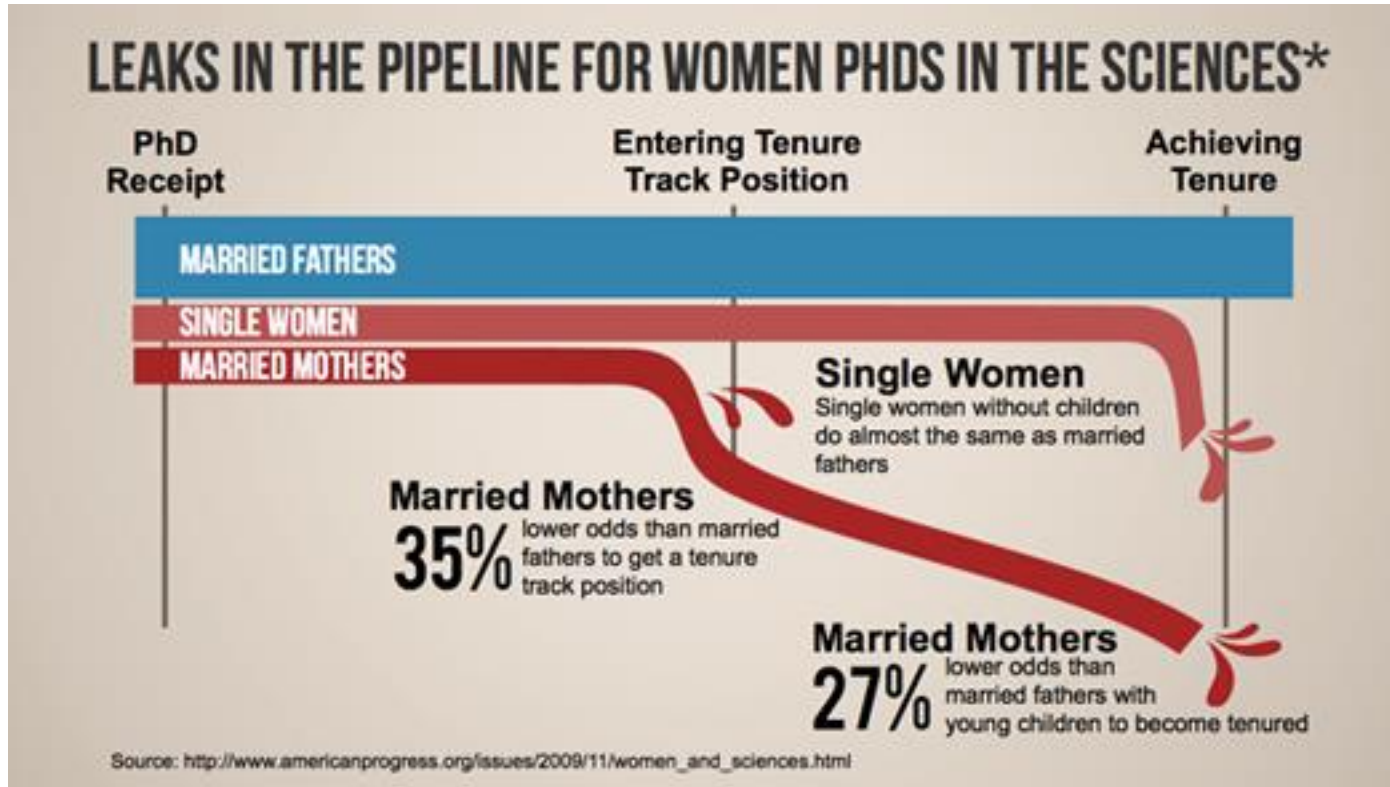 LEAKS IN THE PIPELINE FOR WOMEN PHDS IN THE SCIENCES*
PhD
Receipt
Entering Tenure
Track Position
Achieving
Tenure
MARRIED FATHERS
SINGLE WOMEN
MARRIED MOTHERS
Single Women
Single women without children
do almost the same as married
fathers
Married Mothers
35%
lower odds than married
fathers to get a tenure
track position
Married Mothers
27%
lower odds than
married fathers with
young children to become tenured
Source: http://www.americanprogress.org/issues/2009/11/women_and_sciences.html